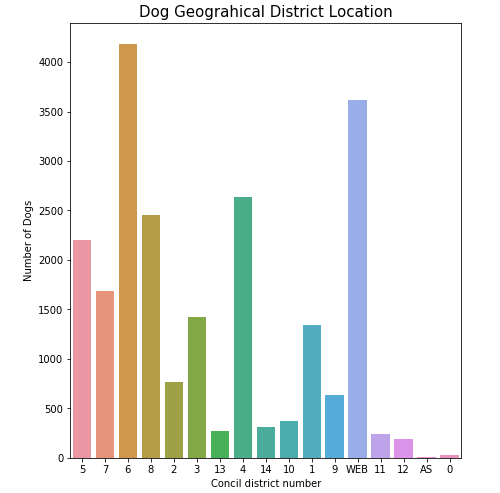 Dog Geograhical District Location
Number of Dogs
4000
3500
3000
2500
2000
1500
1000
500
0
5 7 6 8 2 3 13 4 14 10 1 9 WEB 11 12 AS 0
Concil district number